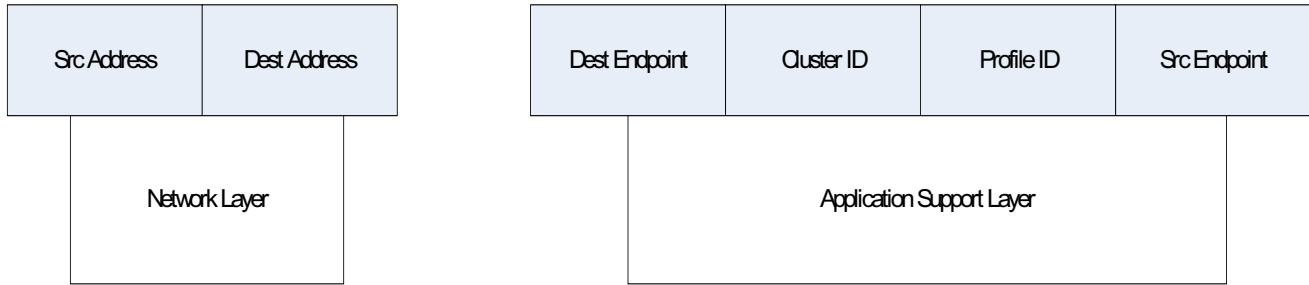 Src Address
Dest Address
Dest Endpoint
Cluster ID
Profile ID
Src Endpoint
Network Layer
Application Support Layer